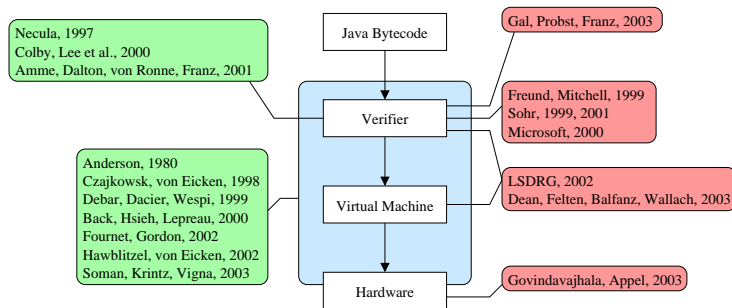 Necula, 1997
Colby, Lee et al., 2000
Amme, Dalton, von Ronne, Franz, 2001
Java Bytecode
Gal, Probst, Franz, 2003
Verifier
Freund, Mitchell, 1999
Sohr, 1999, 2001
Microsoft, 2000
Anderson, 1980
Czajkowsk, von Eicken, 1998
Debar, Dacier, Wespi, 1999
Back, Hsieh, Lepreau, 2000
Fournet, Gordon, 2002
Hawblitzel, von Eicken, 2002
Soman, Krintz, Vigna, 2003
Virtual Machine
LSDRG, 2002
Dean, Felten, Balfanz, Wallach, 2003
Hardware
Govindavajhala, Appel, 2003